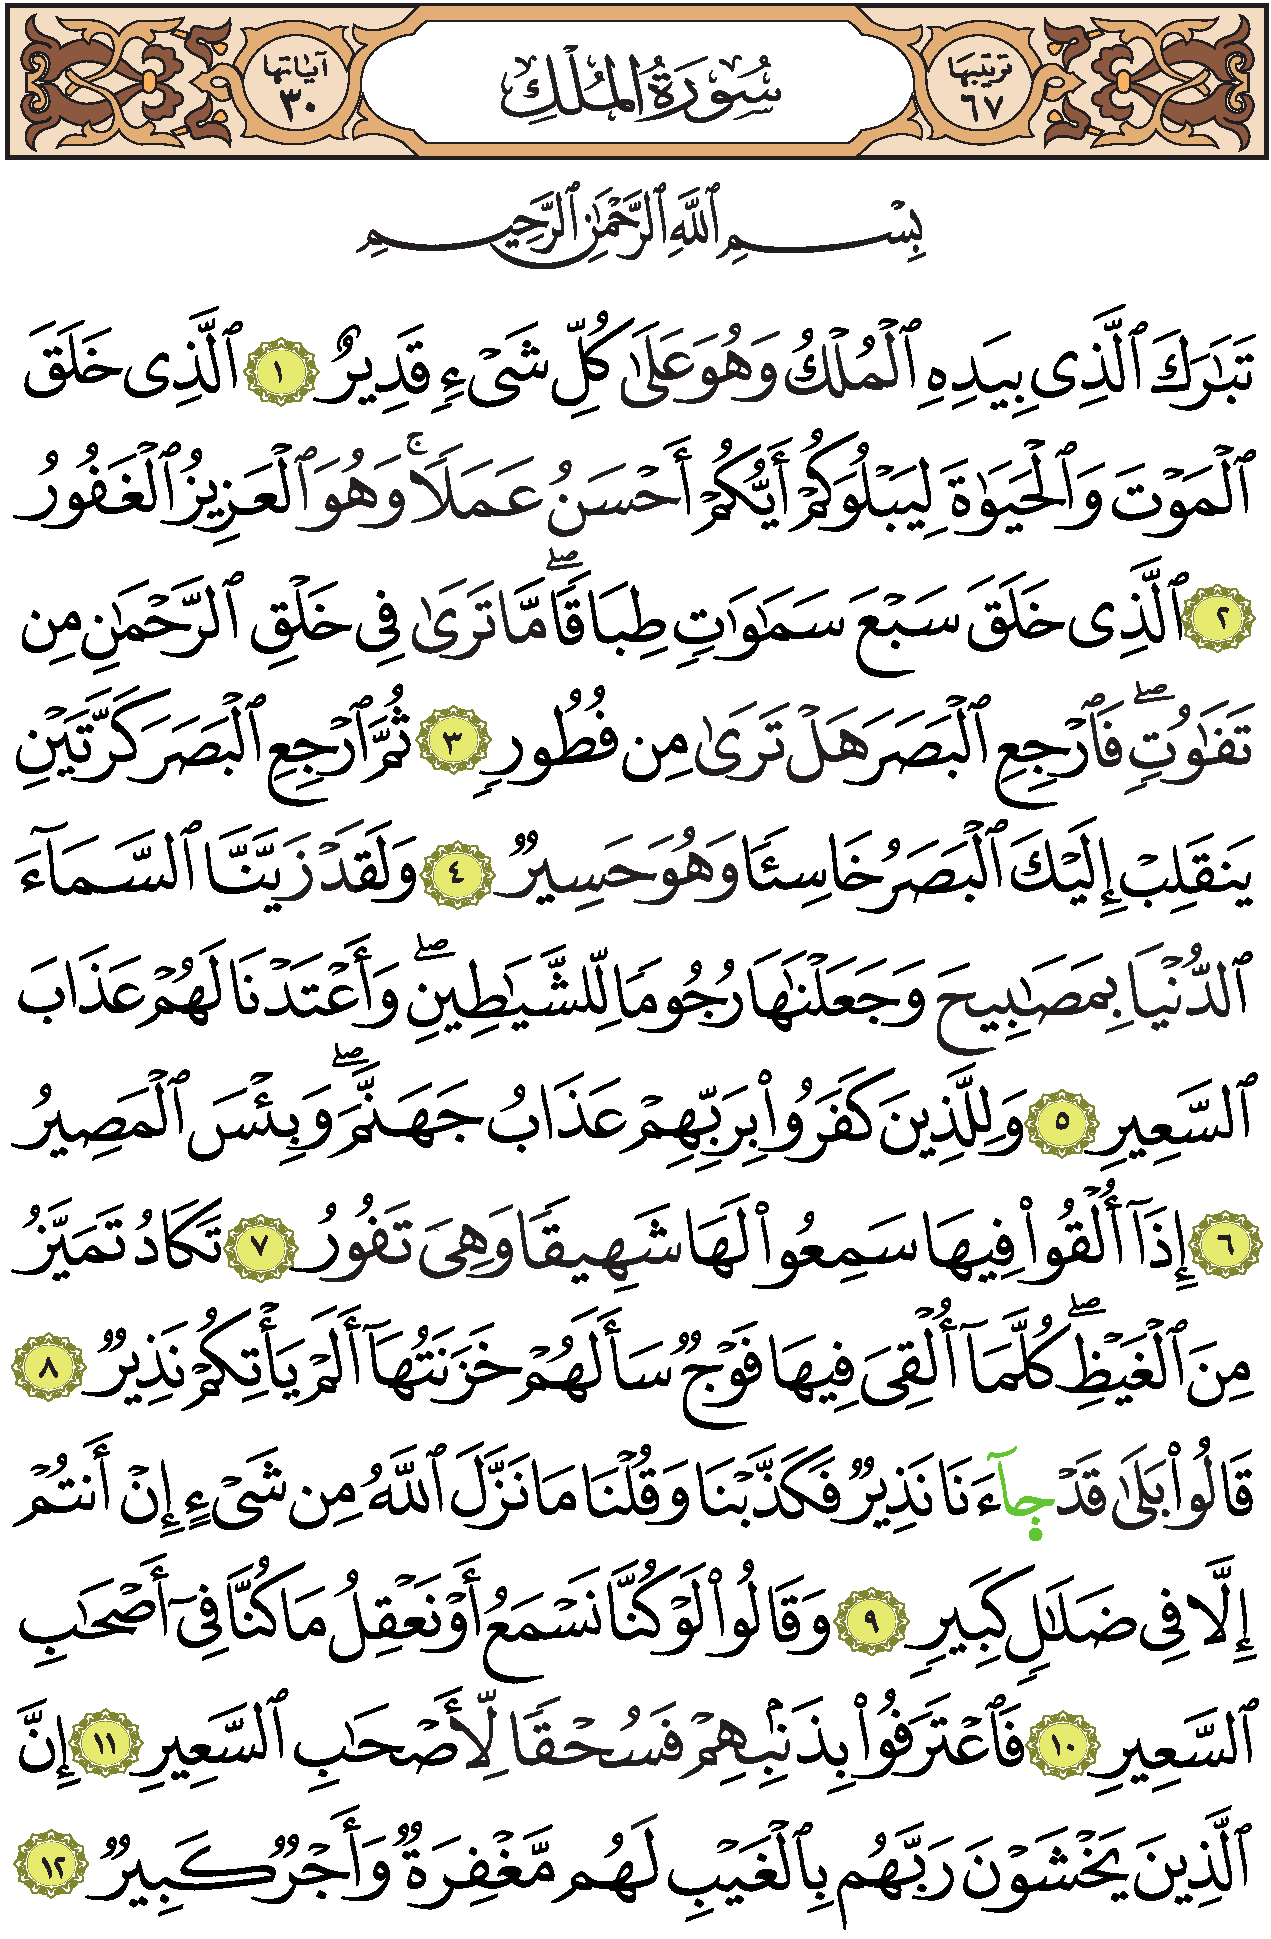 ترتيبها ٦٧ سُورَةُ المُلْكِ آيَاتها ٣٠
بِسْمِ ٱللَّهِ ٱلرَّحْمَٰنِ ٱلرَّحِيمِ
تَبَٰرَكَ ٱلَّذِى بِيَدِهِ ٱلْمُلْكُ وَهُوَ عَلَىٰ كُلِّ شَىْءٍ قَدِيرٌ ١ ٱلَّذِى خَلَقَ
ٱلْمَوْتَ وَٱلْحَيَوٰةَ لِيَبْلُوَكُمْ أَيُّكُمْ أَحْسَنُ عَمَلًا ۚ وَهُوَ ٱلْعَزِيزُ ٱلْغَفُورُ
٢ ٱلَّذِى خَلَقَ سَبْعَ سَمَٰوَٰتٍ طِبَاقًا ۖ مَّا تَرَىٰ فِى خَلْقِ ٱلرَّحْمَٰنِ مِن
تَفَٰوُتٍ ۖ فَٱرْجِعِ ٱلْبَصَرَ هَلْ تَرَىٰ مِن فُطُورٍ ٣ ثُمَّ ٱرْجِعِ ٱلْبَصَرَ كَرَّتَيْنِ
يَنقَلِبْ إِلَيْكَ ٱلْبَصَرُ خَاسِئًا وَهُوَ حَسِيرٌ ٤ وَلَقَدْ زَيَّنَّا ٱلسَّمَآءَ
ٱلدُّنْيَا بِمَصَٰبِيحَ وَجَعَلْنَٰهَا رُجُومًا لِّلشَّيَٰطِينِ ۖ وَأَعْتَدْنَا لَهُمْ عَذَابَ
ٱلسَّعِيرِ ٥ وَلِلَّذِينَ كَفَرُوا۟ بِرَبِّهِمْ عَذَابُ جَهَنَّمَ ۖ وَبِئْسَ ٱلْمَصِيرُ
٦ إِذَآ أُلْقُوا۟ فِيهَا سَمِعُوا۟ لَهَا شَهِيقًا وَهِىَ تَفُورُ ٧ تَكَادُ تَمَيَّزُ
مِنَ ٱلْغَيْظِ ۖ كُلَّمَآ أُلْقِىَ فِيهَا فَوْجٌ سَأَلَهُمْ خَزَنَتُهَآ أَلَمْ يَأْتِكُمْ نَذِيرٌ ٨
قَالُوا۟ بَلَىٰ قَدْ جَآءَنَا نَذِيرٌ فَكَذَّبْنَا وَقُلْنَا مَا نَزَّلَ ٱللَّهُ مِن شَىْءٍ إِنْ أَنتُمْ
إِلَّا فِى ضَلَٰلٍ كَبِيرٍ ٩ وَقَالُوا۟ لَوْ كُنَّا نَسْمَعُ أَوْ نَعْقِلُ مَا كُنَّا فِىٓ أَصْحَٰبِ
ٱلسَّعِيرِ ١٠ فَٱعْتَرَفُوا۟ بِذَنۢبِهِمْ فَسُحْقًا لِّأَصْحَٰبِ ٱلسَّعِيرِ ١١ إِنَّ
ٱلَّذِينَ يَخْشَوْنَ رَبَّهُم بِٱلْغَيْبِ لَهُم مَّغْفِرَةٌ وَأَجْرٌ كَبِيرٌ ١٢